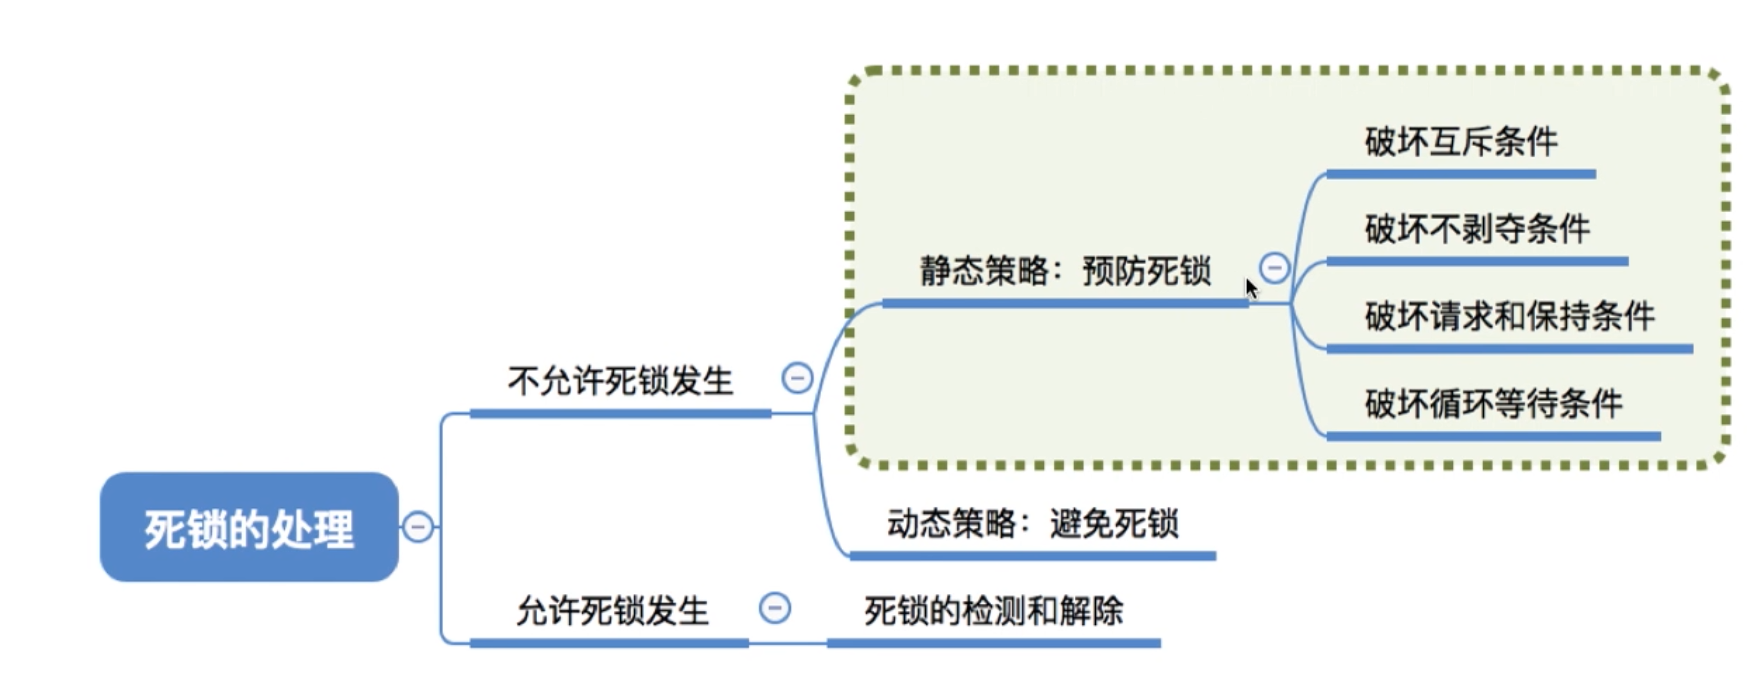 破坏互斥条件
破坏不剥夺条件
静态策略：预防死锁
破坏请求和保持条件
不允许死锁发生
破坏循环等待条件
死锁的处理
动态策略：避免死锁
允许死锁发生
死锁的检测和解除